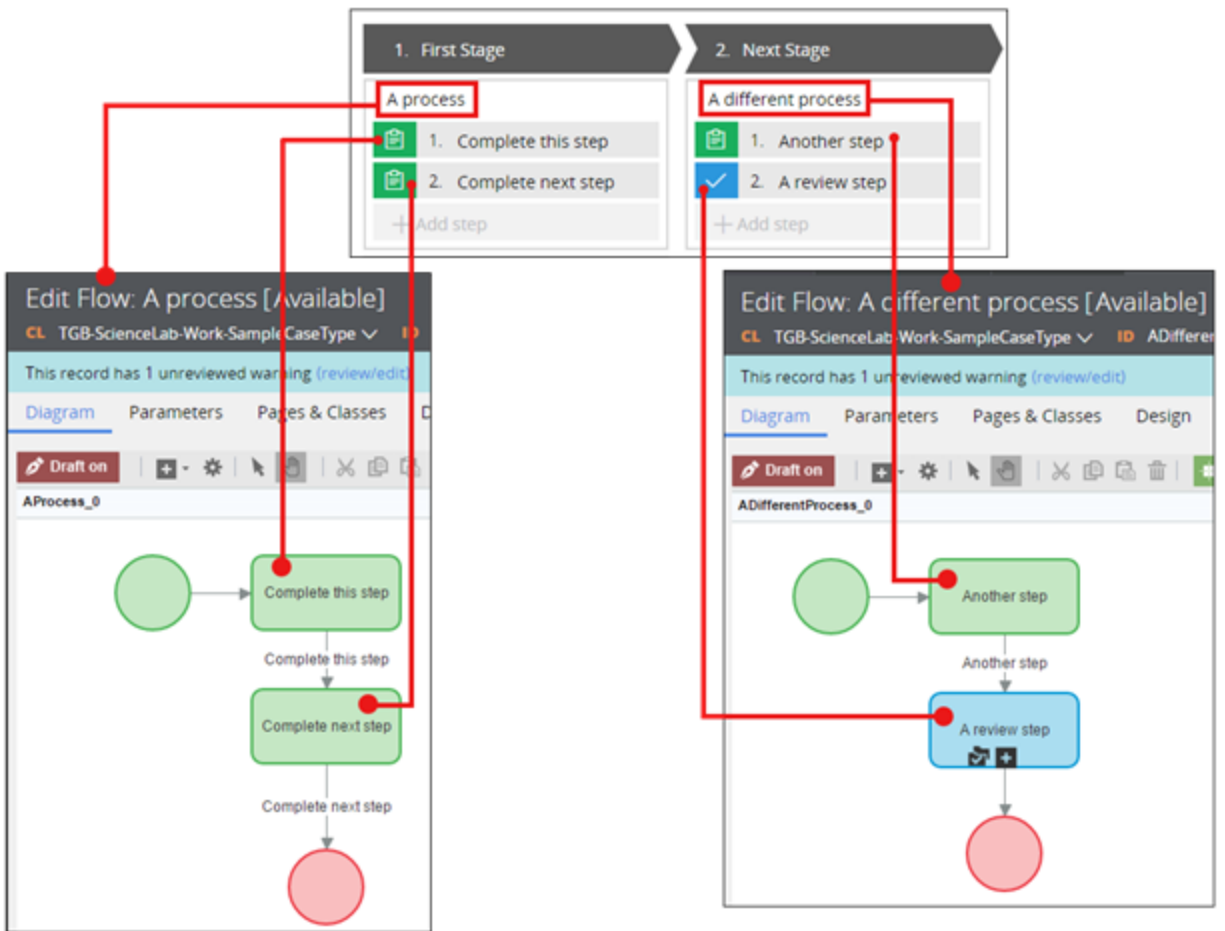 1. First Stage
2. Next Stage
A process
A different process
1. Complete this step
1. Another step
2. Complete next step
2. A review step
+ Add step
+ Add step
Edit Flow: A process [Available]
CL TGB-ScienceLab-Work-SampleCaseType ID
This record has 1 unreviewed warning (review/edit)
Diagram Parameters Pages & Classes D
Draft on
AProcess_0
Complete this step
Complete this step
Complete next step
Complete next step
Edit Flow: A different process [Available]
CL TGB-ScienceLab-Work-SampleCaseType ID ADifferen
This record has 1 unreviewed warning (review/edit)
Diagram Parameters Pages & Classes Design
Draft on
ADifferentProcess_0
Another step
Another step
A review step